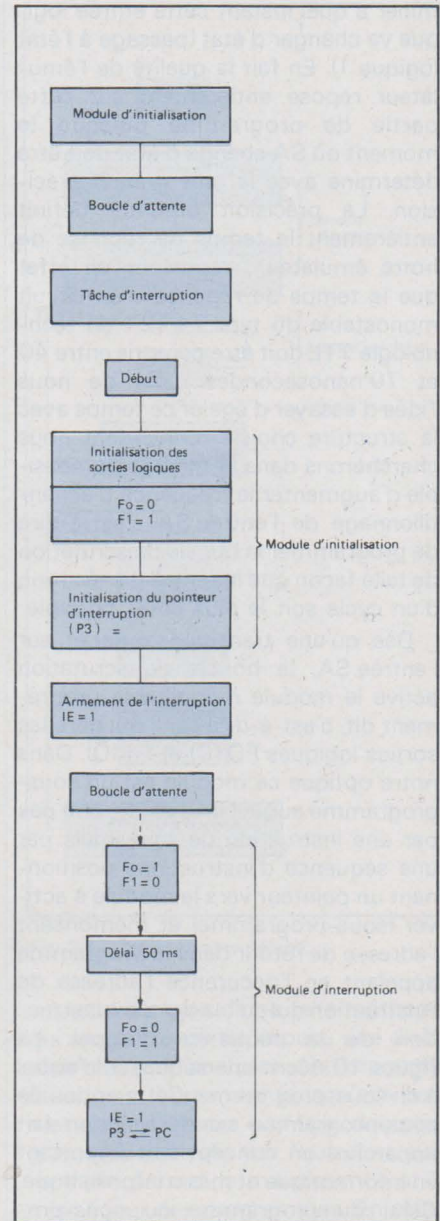 Module d'initialisation
Boucle d'attente
Tâche d'interruption
Début
Initialisation des
sorties logiques
Fo = 0
F1 = 1
Module d'initialisation
Initialisation du pointeur
d'interruption
( P3 ) =
Armement de l'interruption
IE = 1
Boucle d'attente
Fo = 1
F1 = 0
Délai 50 ms
Module d'interruption
Fo = 0
F1 = 1
IE = 1
P3 ⇄ PC